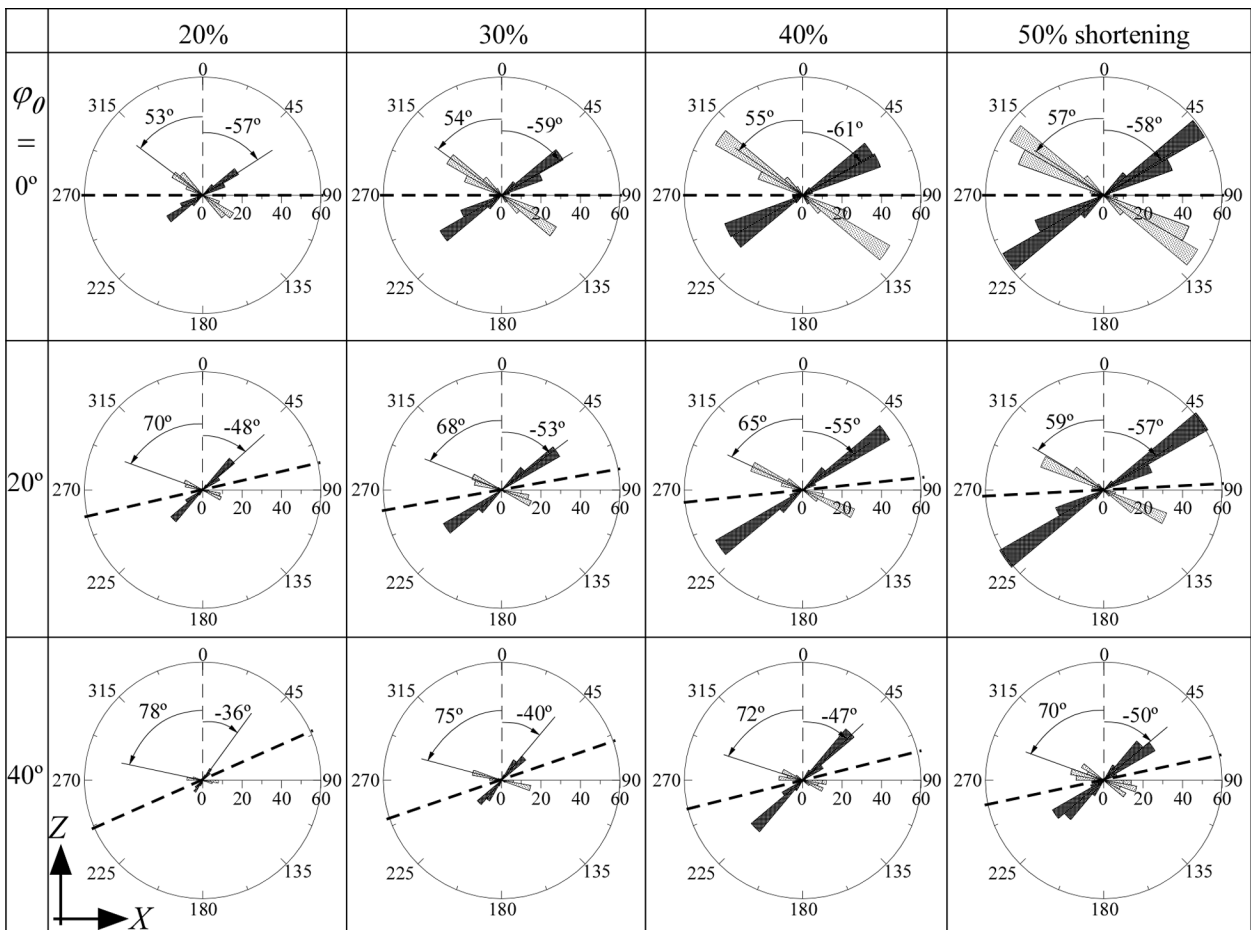 20% 30% 40% 50% shortening
φ0 = 0º
0 45 90 135 180 225 270 315 53º -57º 0 20 40 60
0 45 90 135 180 225 270 315 54º -59º 0 20 40 60
0 45 90 135 180 225 270 315 55º -61º 0 20 40 60
0 45 90 135 180 225 270 315 57º -58º 0 20 40 60
20º
0 45 90 135 180 225 270 315 70º -48º 0 20 40 60
0 45 90 135 180 225 270 315 68º -53º 0 20 40 60
0 45 90 135 180 225 270 315 65º -55º 0 20 40 60
0 45 90 135 180 225 270 315 59º -57º 0 20 40 60
40º
0 45 90 135 180 225 270 315 78º -36º 0 20 40 60
0 45 90 135 180 225 270 315 75º -40º 0 20 40 60
0 45 90 135 180 225 270 315 72º -47º 0 20 40 60
0 45 90 135 180 225 270 315 70º -50º 0 20 40 60
Z
X